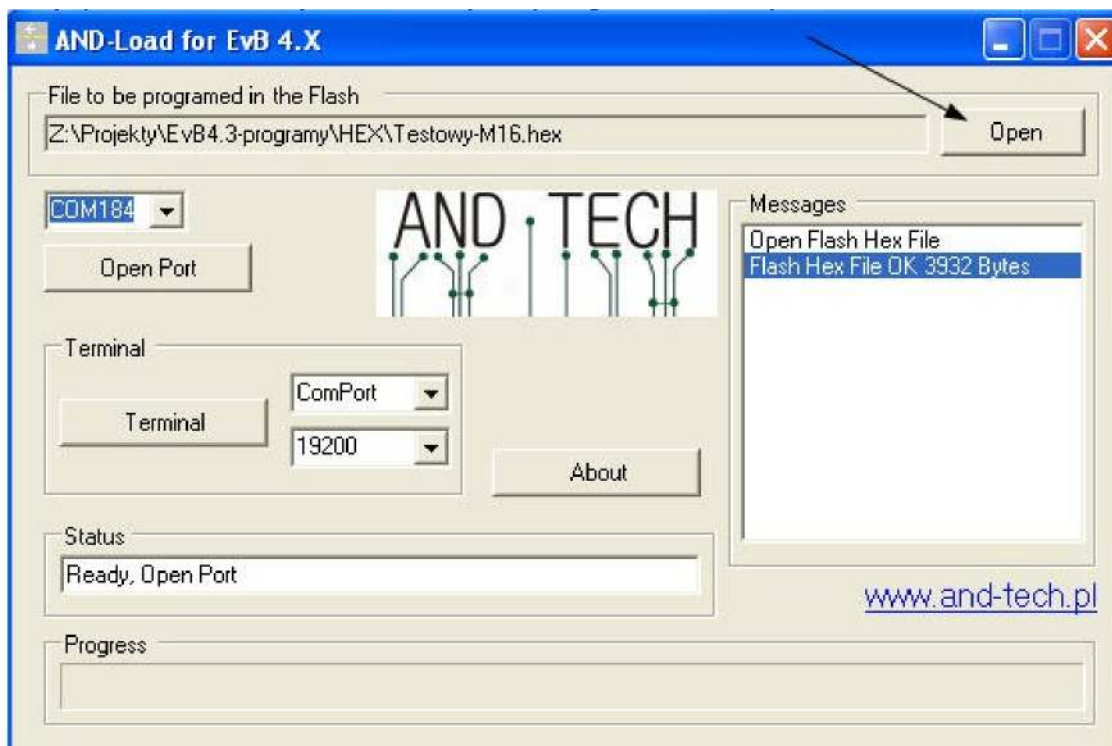 AND-Load for EvB 4.X
File to be programed in the Flash
Z:\Projekty\EvB4.3-programy\HEX\Testowy-M16.hex
Open
COM184
Open Port
AND TECH
Messages
Open Flash Hex File
Flash Hex File OK 3932 Bytes
Terminal
Terminal
ComPort
19200
About
Status
Ready, Open Port
www.and-tech.pl
Progress